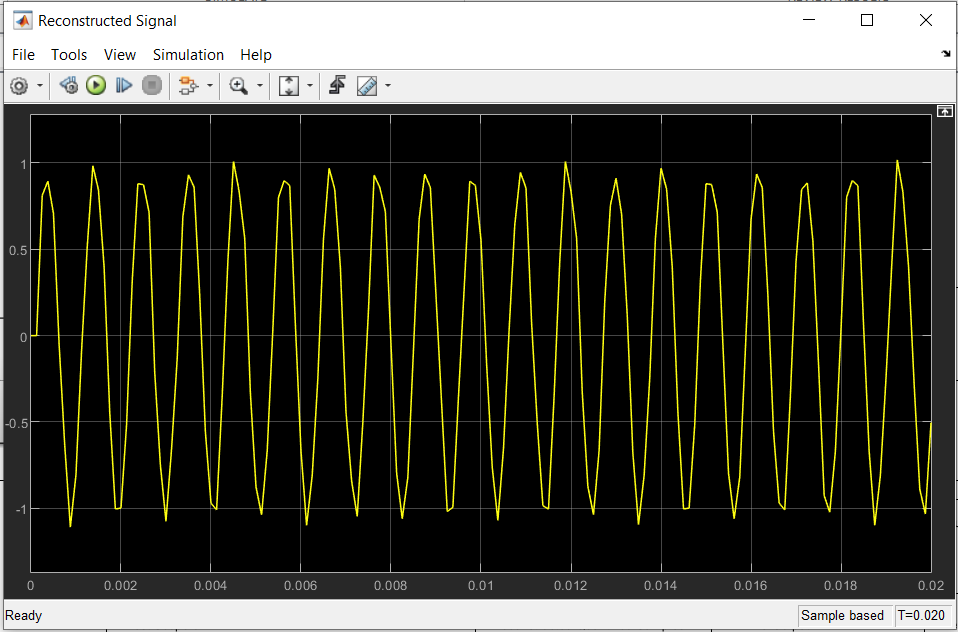 Reconstructed Signal
File Tools View Simulation Help
1
0.5
0
-0.5
-1
0 0.002 0.004 0.006 0.008 0.01 0.012 0.014 0.016 0.018 0.02
Ready Sample based T=0.020